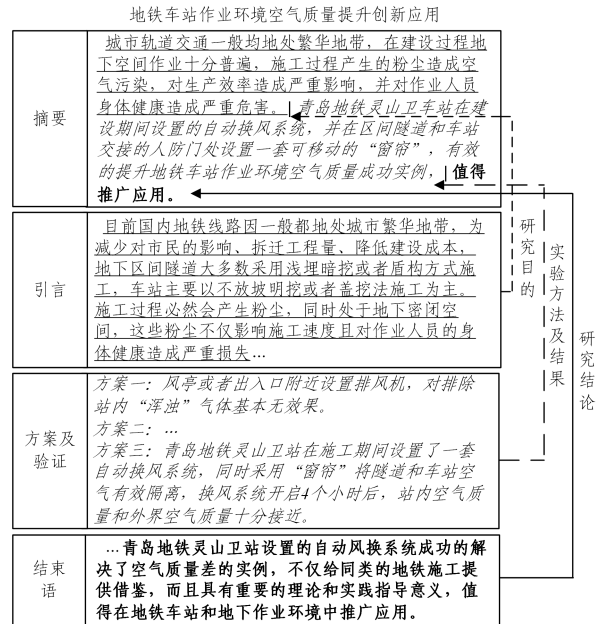 地铁车站作业环境空气质量提升创新应用
摘要
城市轨道交通一般均地处繁华地带，在建设过程地
下空间作业十分普遍，施工过程产生的粉尘造成空
气污染，对生产效率造成严重影响，并对作业人员
身体健康造成严重危害。青岛地铁灵山卫车站在建
设期间设置的自动换风系统，并在区间隧道和车站
交接的人防门处设置一套可移动的“窗帘”，有效
的提升地铁车站作业环境空气质量成功实例，值得
推广应用。
引言
目前国内地铁线路因一般都地处城市繁华地带，为
减少对市民的影响、拆迁工程量、降低建设成本，
地下区间隧道大多数采用浅埋暗挖或者盾构方式施
工，车站主要以不放坡明挖或者盖挖法施工为主。
施工过程必然会产生粉尘，同时处于地下密闭空
间，这些粉尘不仅影响施工速度且对作业人员的身
体健康造成严重损失…
方案及
验证
方案一：风亭或者出入口附近设置排风机，对排除
站内“浑浊”气体基本无效果。
方案二：…
方案三：青岛地铁灵山卫站在施工期间设置了一套
自动换风系统，同时采用“窗帘”将隧道和车站空
气有效隔离，换风系统开启4个小时后，站内空气质
量和外界空气质量十分接近。
结束
语
…青岛地铁灵山卫站设置的自动风换系统成功的解
决了空气质量差的实例，不仅给同类的地铁施工提
供借鉴，而且具有重要的理论和实践指导意义，值
得在地铁车站和地下作业环境中推广应用。
研究目的
实验方法及结果
研究结论